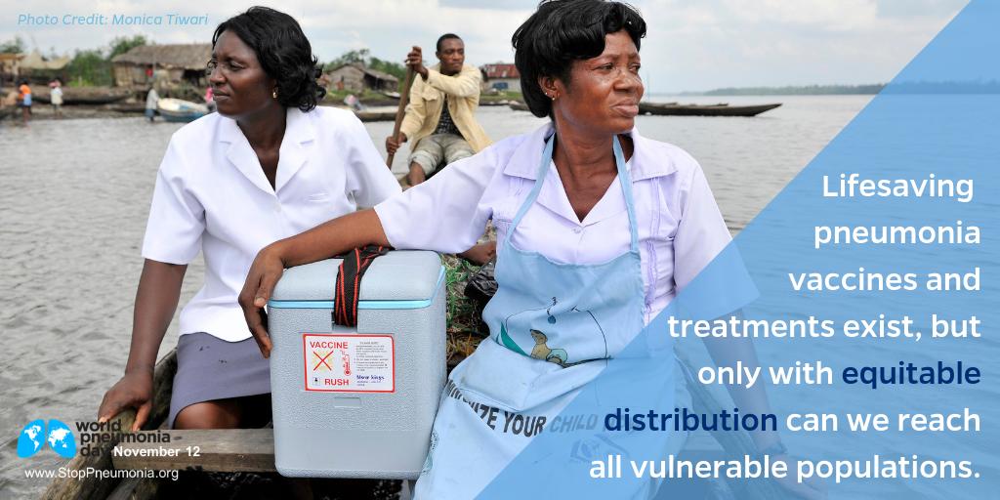 Photo Credit: Monica Tiwari
Lifesaving
pneumonia
vaccines and
treatments exist, but
only with equitable
distribution can we reach
all vulnerable populations.
VACCINE
RUSH
YOUR CHILD
world
pneumonia
day November 12
www.StopPneumonia.org